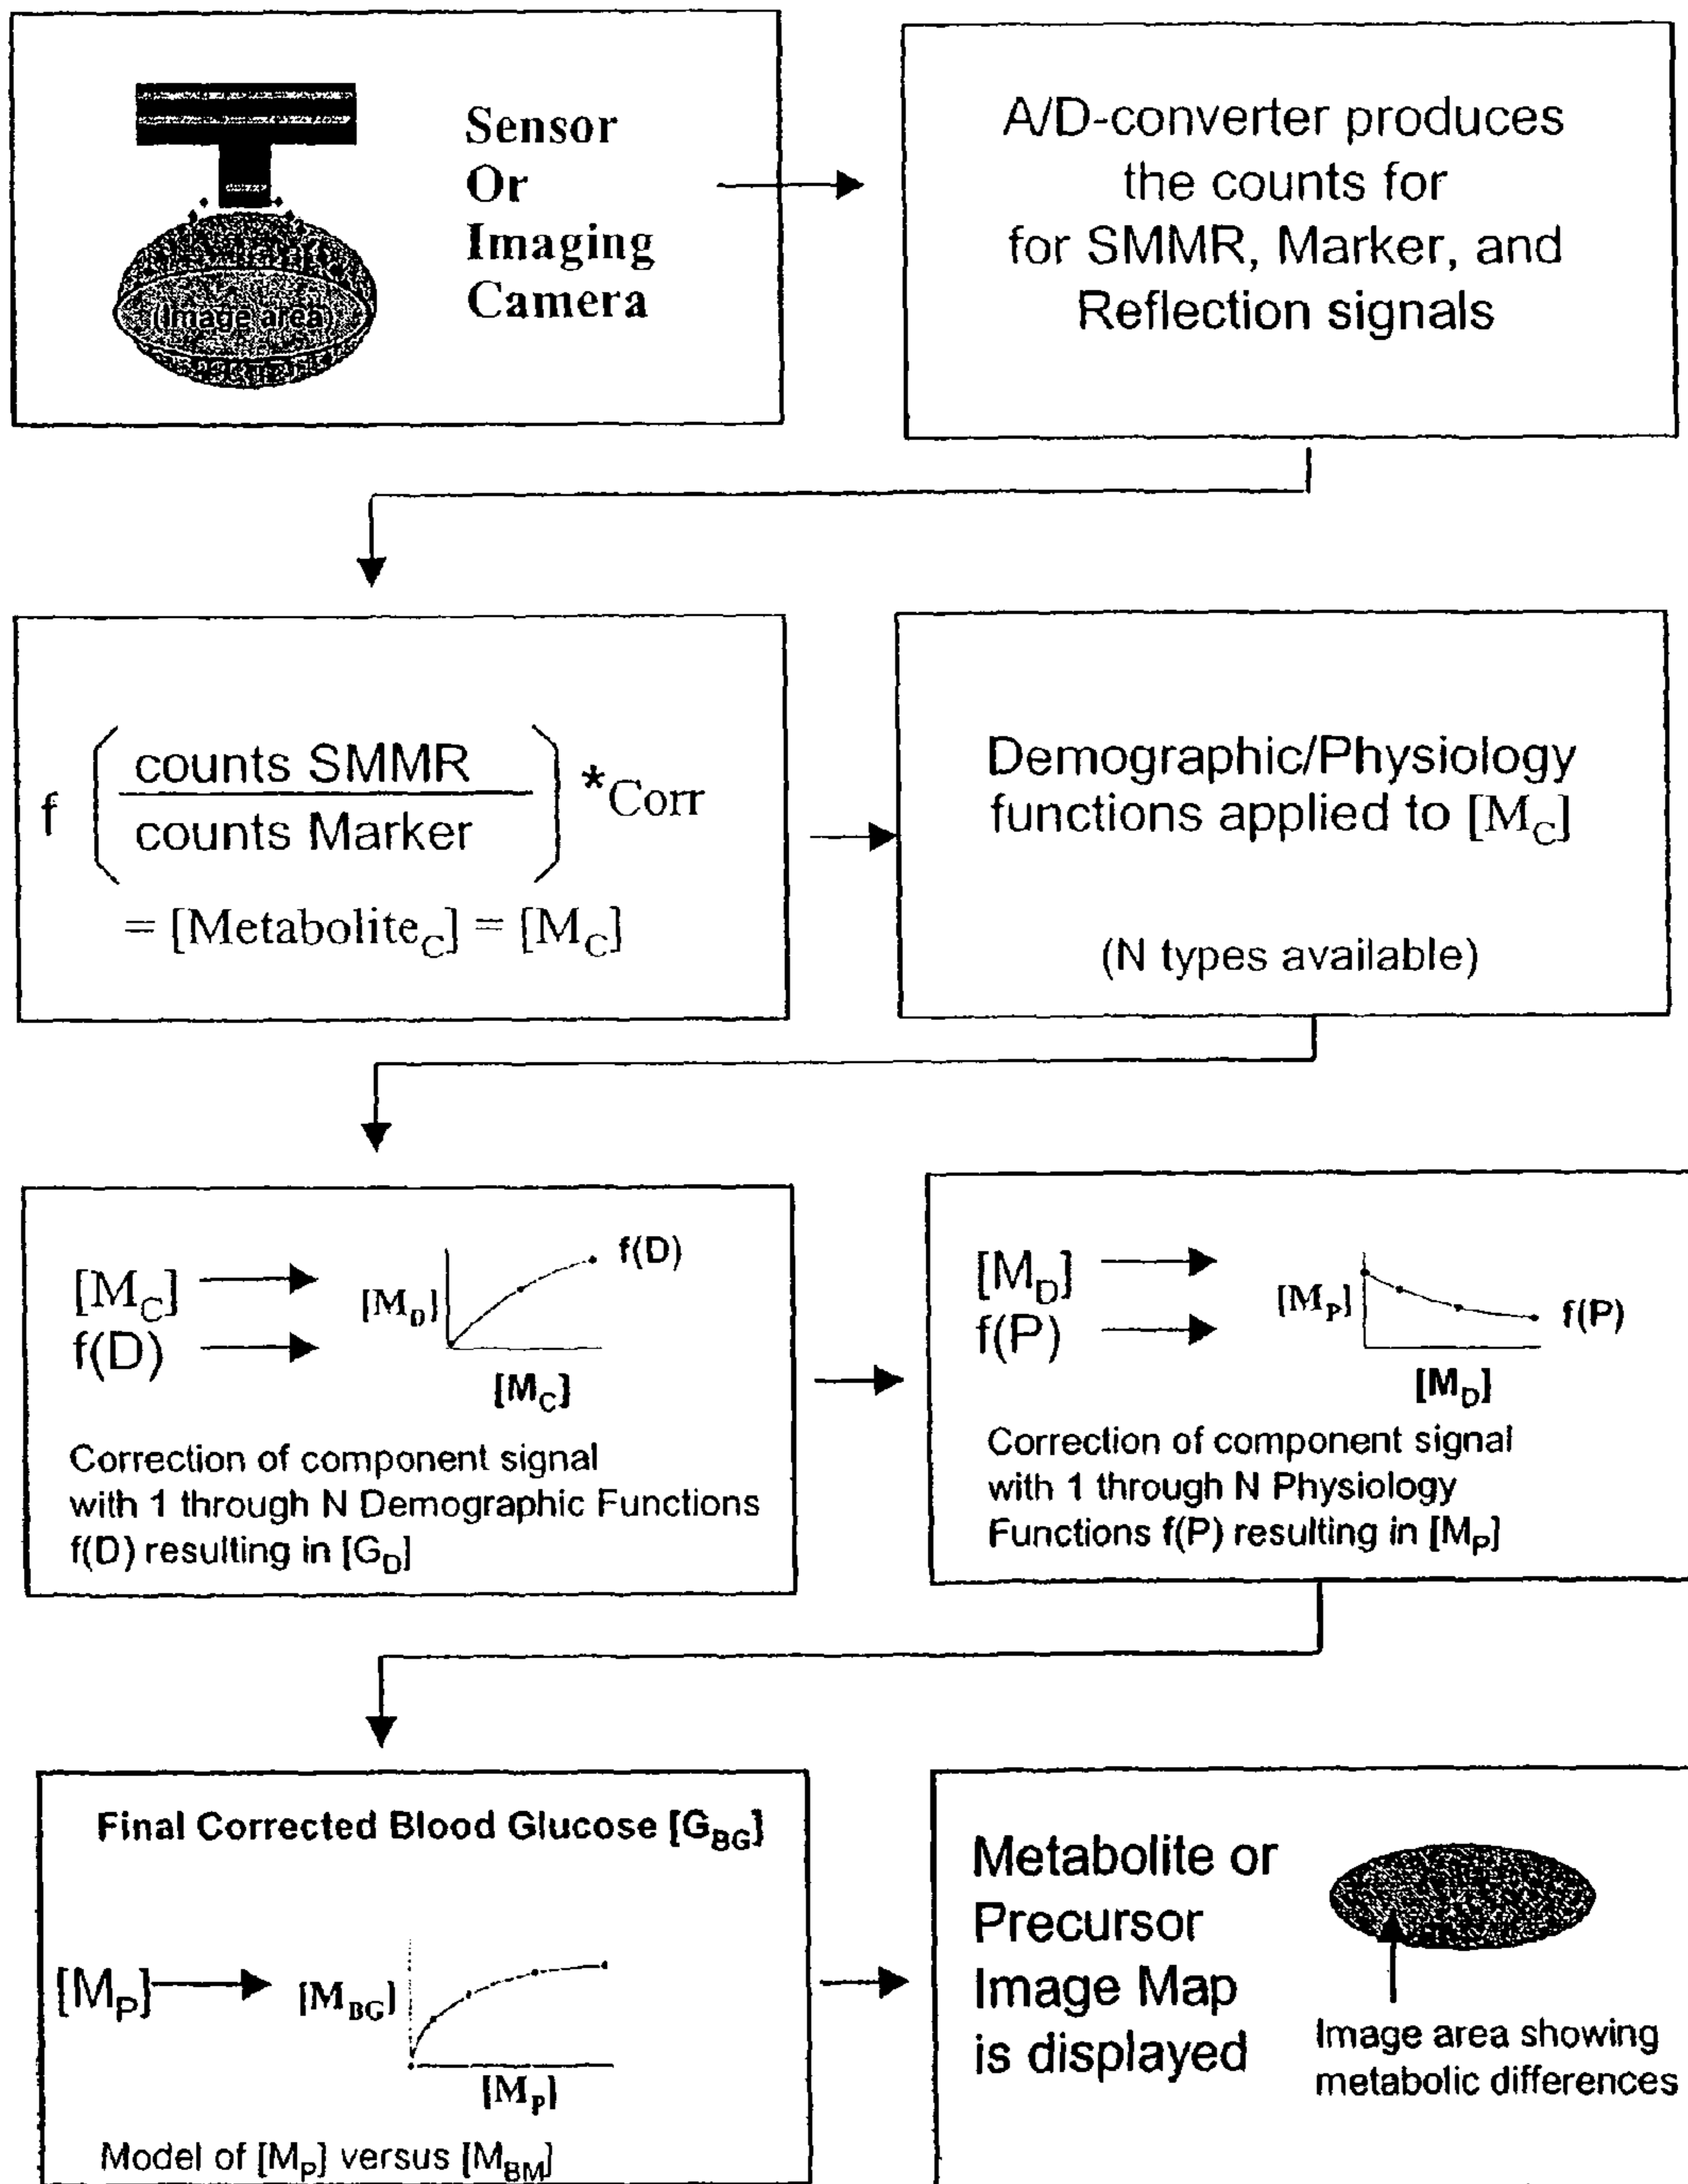 Sensor
Or
Imaging
Camera
(Image area)
A/D-converter produces
the counts for
for SMMR, Marker, and
Reflection signals
f ( counts SMMR
counts Marker ) *Corr
= [Metabolite_C] = [M_C]
Demographic/Physiology
functions applied to [M_C]
(N types available)
[M_C]
f(D)
[M_D]
f(D)
[M_C]
Correction of component signal
with 1 through N Demographic Functions
f(D) resulting in [G_D]
[M_D]
f(P)
[M_P]
f(P)
[M_D]
Correction of component signal
with 1 through N Physiology
Functions f(P) resulting in [M_P]
Final Corrected Blood Glucose [G_BG]
[M_P]
[M_BG]
[M_P]
Model of [M_P] versus [M_BM]
Metabolite or
Precursor
Image Map
is displayed
Image area showing
metabolic differences